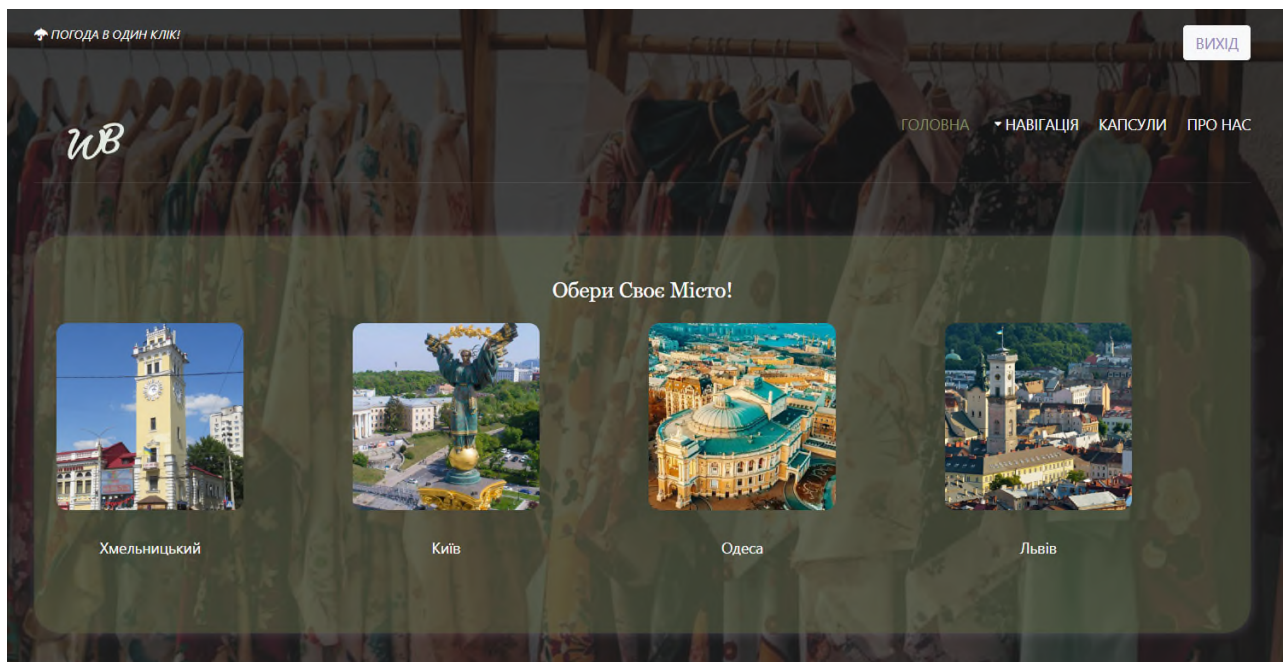 ПОГОДА В ОДИН КЛІК!
ВИХІД
WB
ГОЛОВНА НАВІГАЦІЯ КАПСУЛИ ПРО НАС
Обери Своє Місто!
Хмельницький Київ Одеса Львів